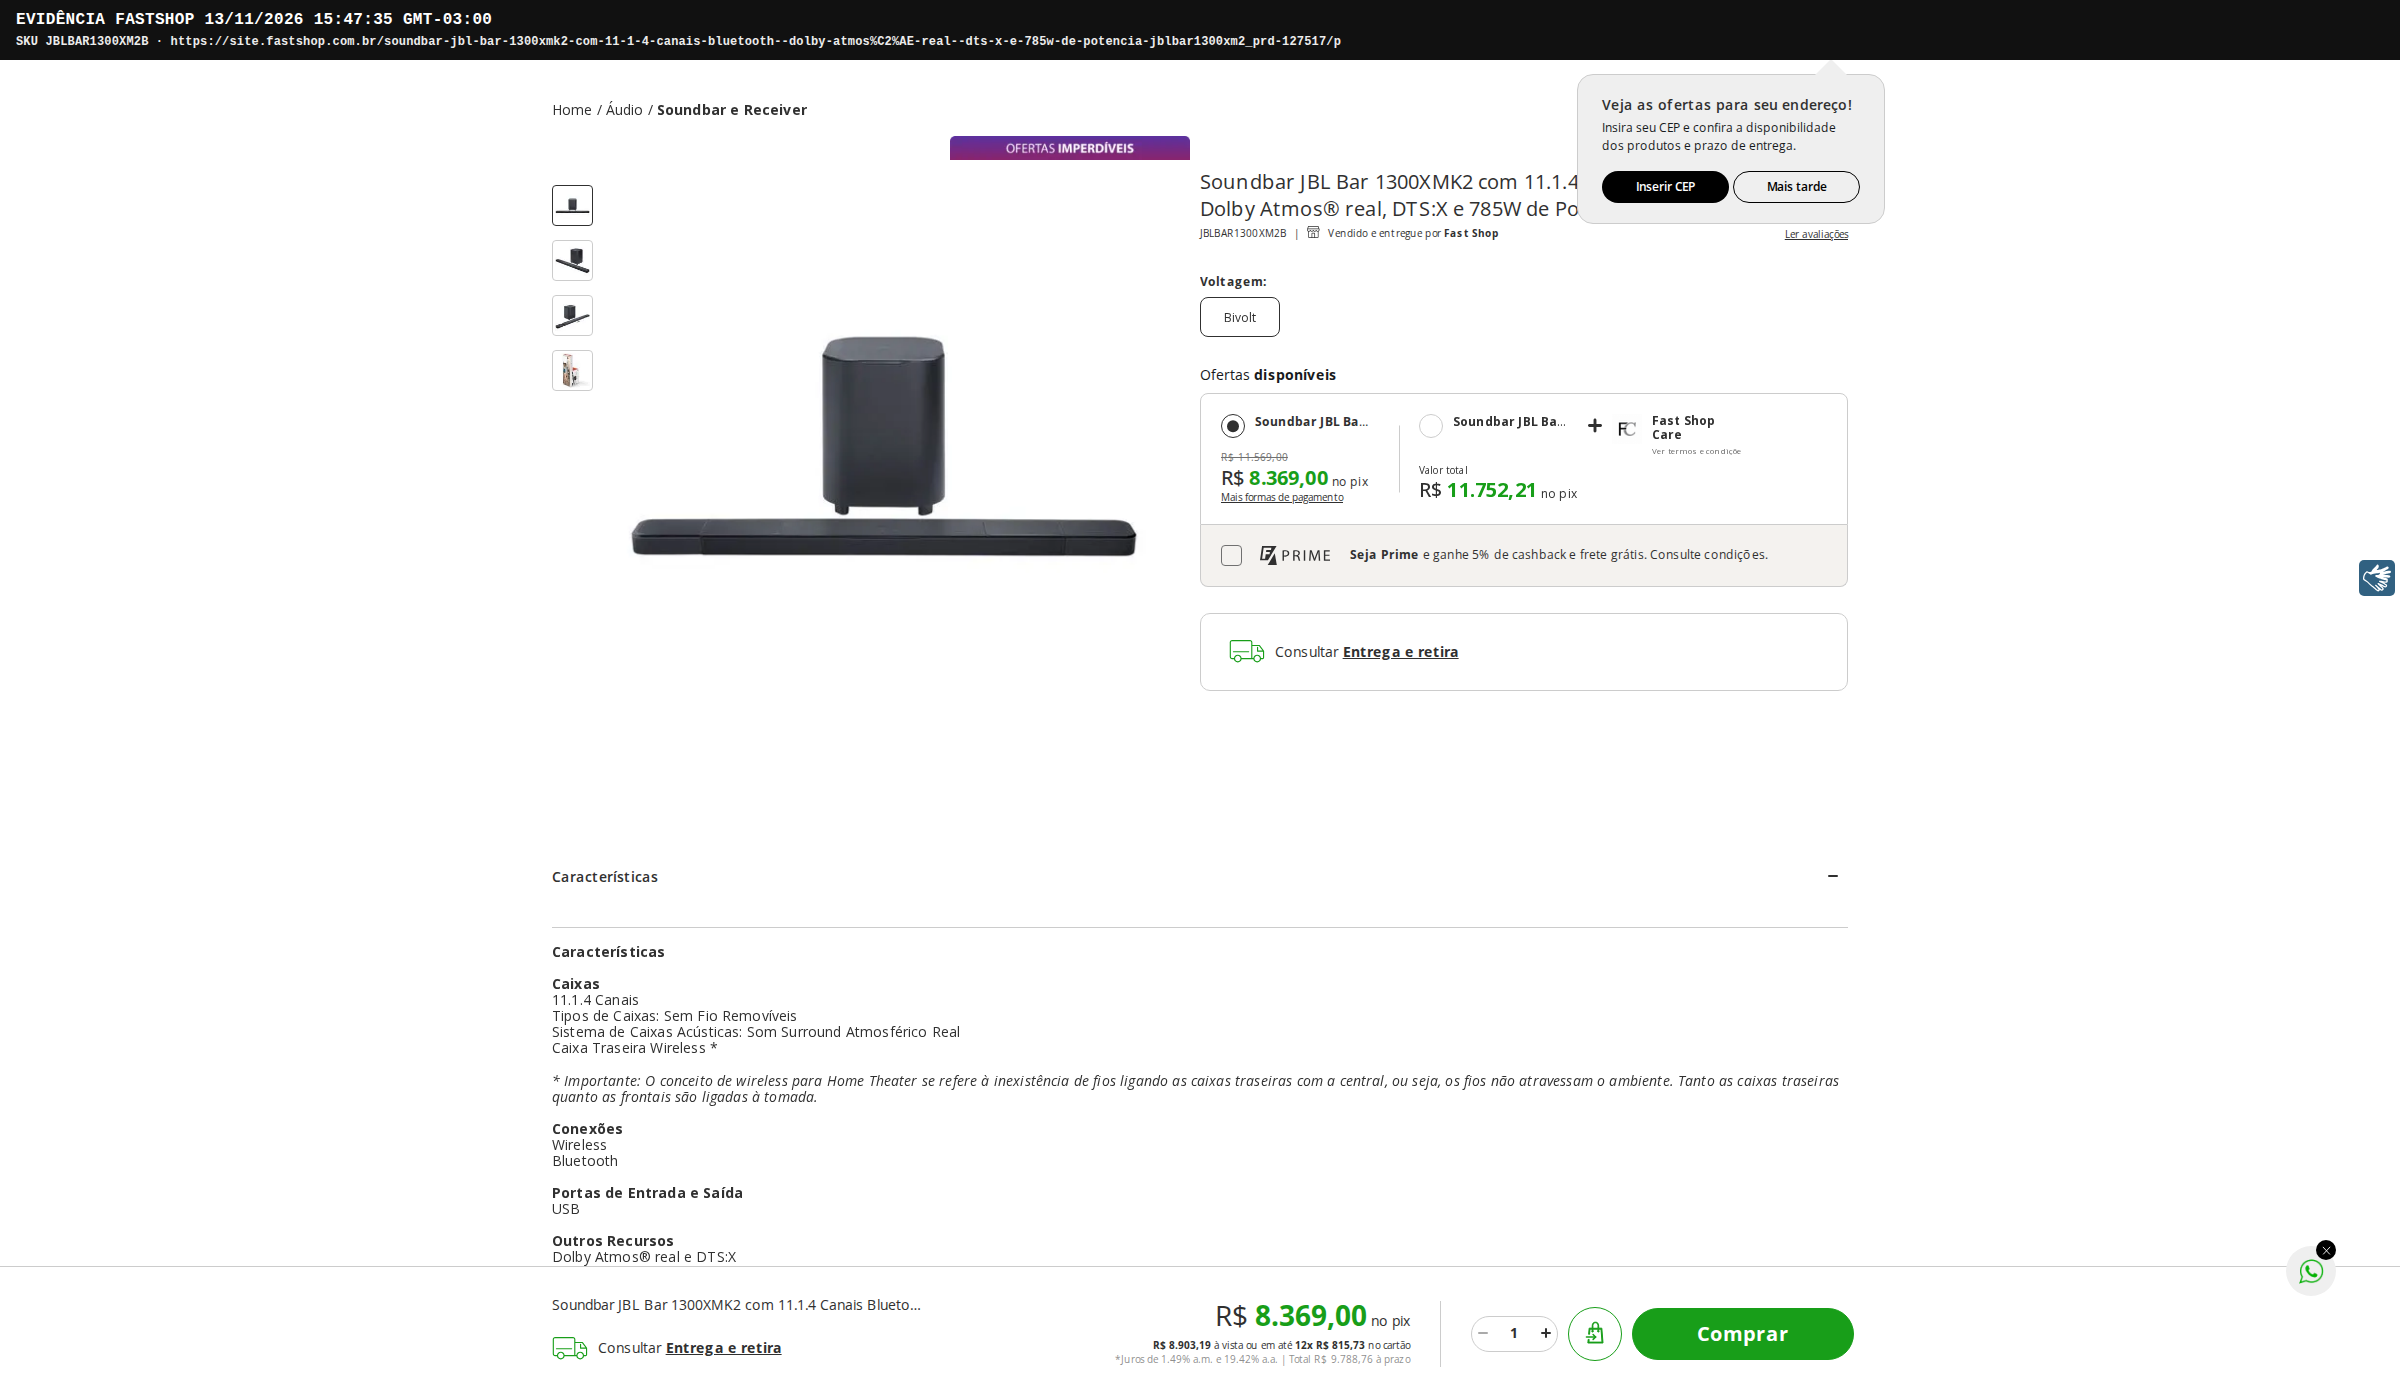 EVIDÊNCIA FASTSHOP 13/11/2026 15:47:35 GMT-03:00
SKU JBLBAR1300XM2B · https://site.fastshop.com.br/soundbar-jbl-bar-1300xmk2-com-11-1-4-canais-bluetooth--dolby-atmos%C2%AE-real--dts-x-e-785w-de-potencia-jblbar1300xm2_prd-127517/p
Veja as ofertas para seu endereço!
Insira seu CEP e confira a disponibilidade
dos produtos e prazo de entrega.
Inserir CEP
Mais tarde
Home / Áudio / Soundbar e Receiver
OFERTAS IMPERDÍVEIS
Soundbar JBL Bar 1300XMK2 com 11.1.4
Dolby Atmos® real, DTS:X e 785W de Po
JBLBAR1300XM2B | Vendido e entregue por Fast Shop
Ler avaliações
Voltagem:
Bivolt
Ofertas disponíveis
Soundbar JBL Ba...
R$ 11.569,00
R$ 8.369,00 no pix
Mais formas de pagamento
Soundbar JBL Ba...
+
FC
Fast Shop
Care
Ver termos e condiçõe
Valor total
R$ 11.752,21 no pix
PRIME
Seja Prime e ganhe 5% de cashback e frete grátis. Consulte condições.
Consultar Entrega e retira
Características
Características
Caixas
11.1.4 Canais
Tipos de Caixas: Sem Fio Removíveis
Sistema de Caixas Acústicas: Som Surround Atmosférico Real
Caixa Traseira Wireless *
* Importante: O conceito de wireless para Home Theater se refere à inexistência de fios ligando as caixas traseiras com a central, ou seja, os fios não atravessam o ambiente. Tanto as caixas traseiras
quanto as frontais são ligadas à tomada.
Conexões
Wireless
Bluetooth
Portas de Entrada e Saída
USB
Outros Recursos
Dolby Atmos® real e DTS:X
Soundbar JBL Bar 1300XMK2 com 11.1.4 Canais Blueto...
Consultar Entrega e retira
R$ 8.369,00 no pix
R$ 8.903,19 à vista ou em até 12x R$ 815,73 no cartão
*Juros de 1.49% a.m. e 19.42% a.a. | Total R$ 9.788,76 à prazo
− 1 +
Comprar